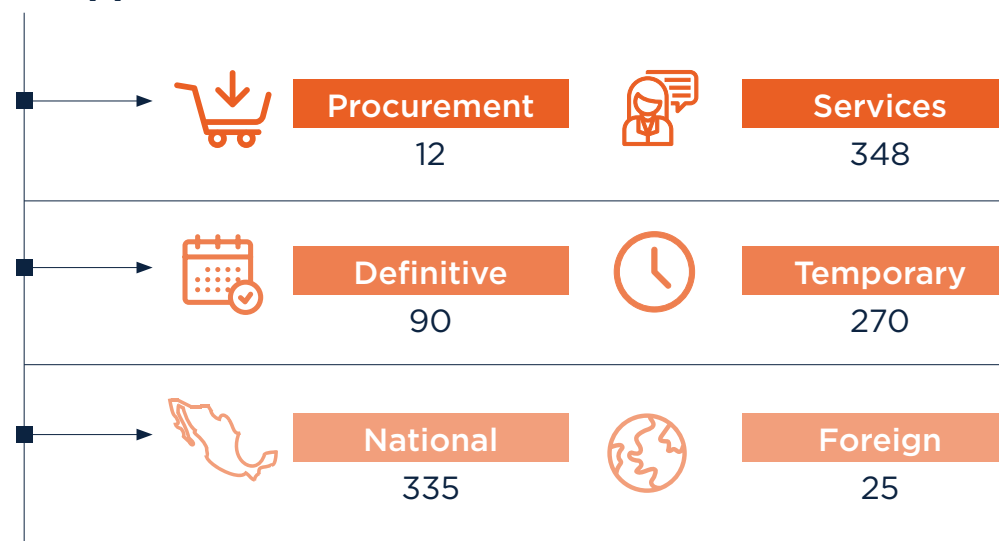 Procurement
Services
12
348
Definitive
Temporary
90
270
National
Foreign
335
25